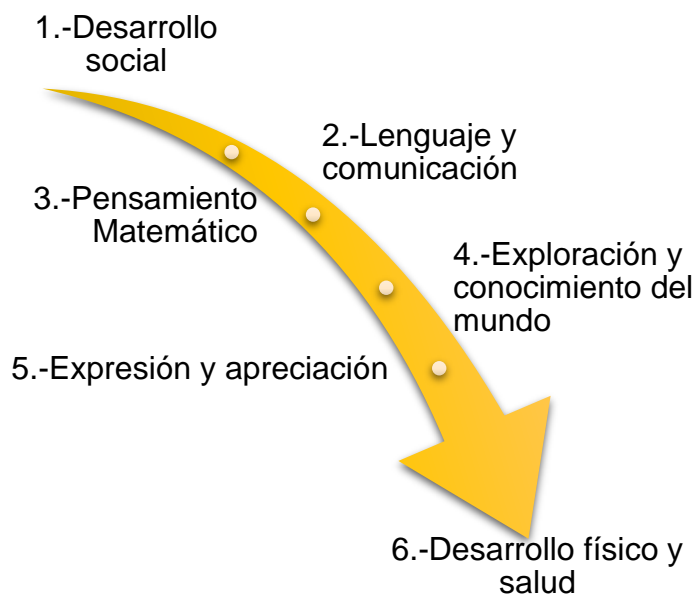 1.-Desarrollo
social
2.-Lenguaje y
comunicación
3.-Pensamiento
Matemático
4.-Exploración y
conocimiento del
mundo
5.-Expresión y apreciación
6.-Desarrollo físico y
salud